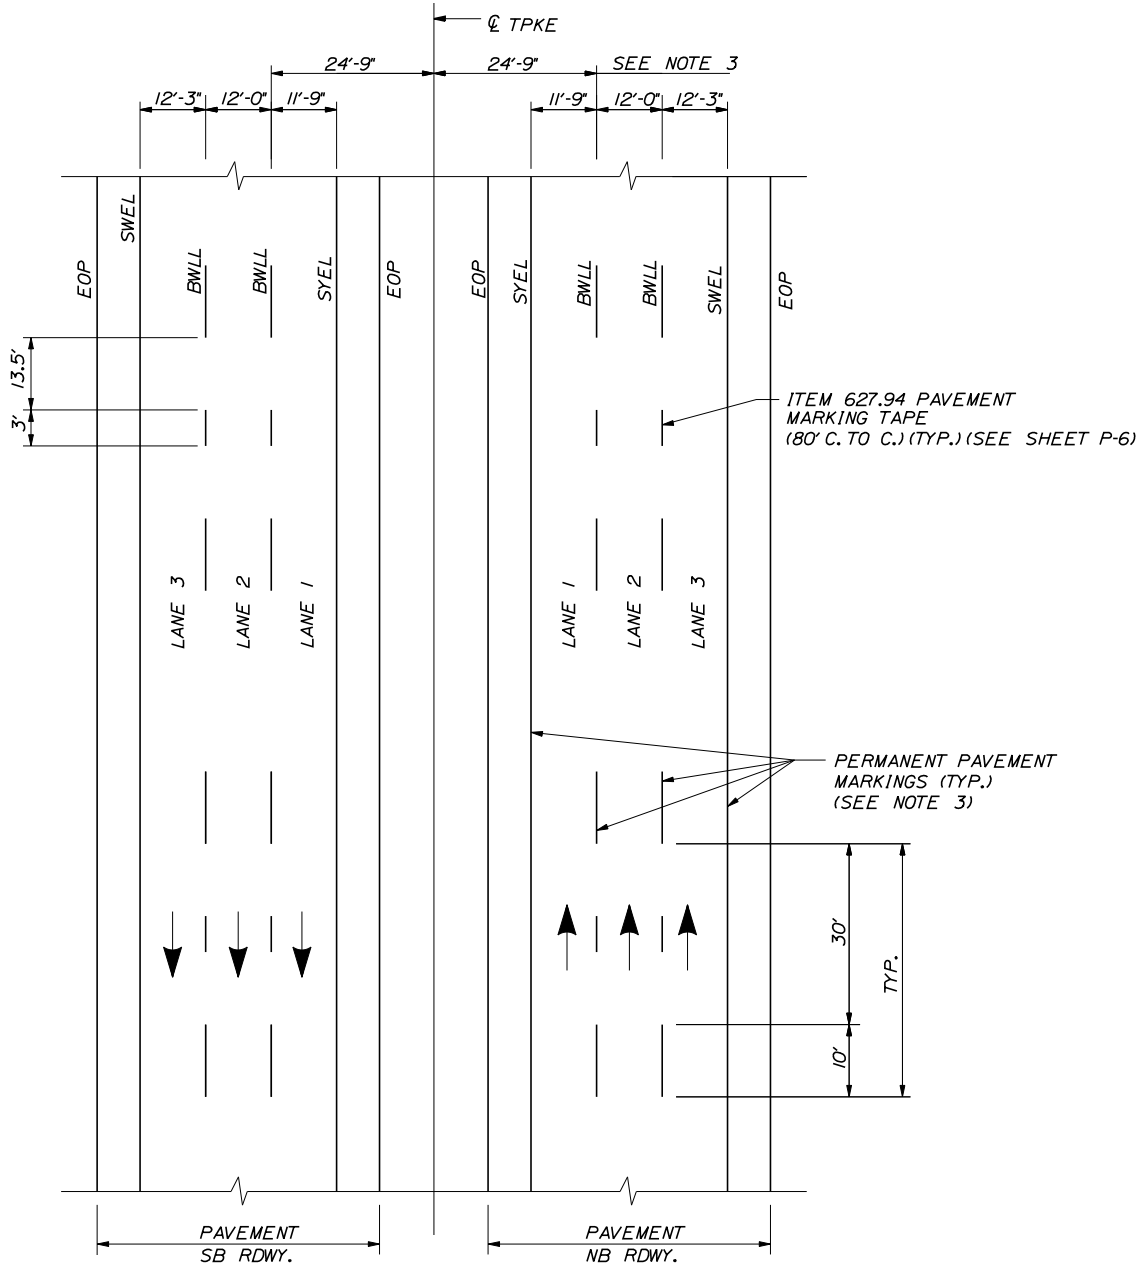 ℄ TPKE
24'-9" 24'-9" SEE NOTE 3
12'-3" 12'-0" 11'-9" 11'-9" 12'-0" 12'-3"
EOP
SWEL
BWLL
BWLL
SYEL
EOP
EOP
SYEL
BWLL
BWLL
SWEL
EOP
13.5'
3'
ITEM 627.94 PAVEMENT
MARKING TAPE
(80' C. TO C.) (TYP.) (SEE SHEET P-6)
LANE 3
LANE 2
LANE 1
LANE 1
LANE 2
LANE 3
PERMANENT PAVEMENT
MARKINGS (TYP.)
(SEE NOTE 3)
30'
TYP.
10'
PAVEMENT
SB RDWY.
PAVEMENT
NB RDWY.